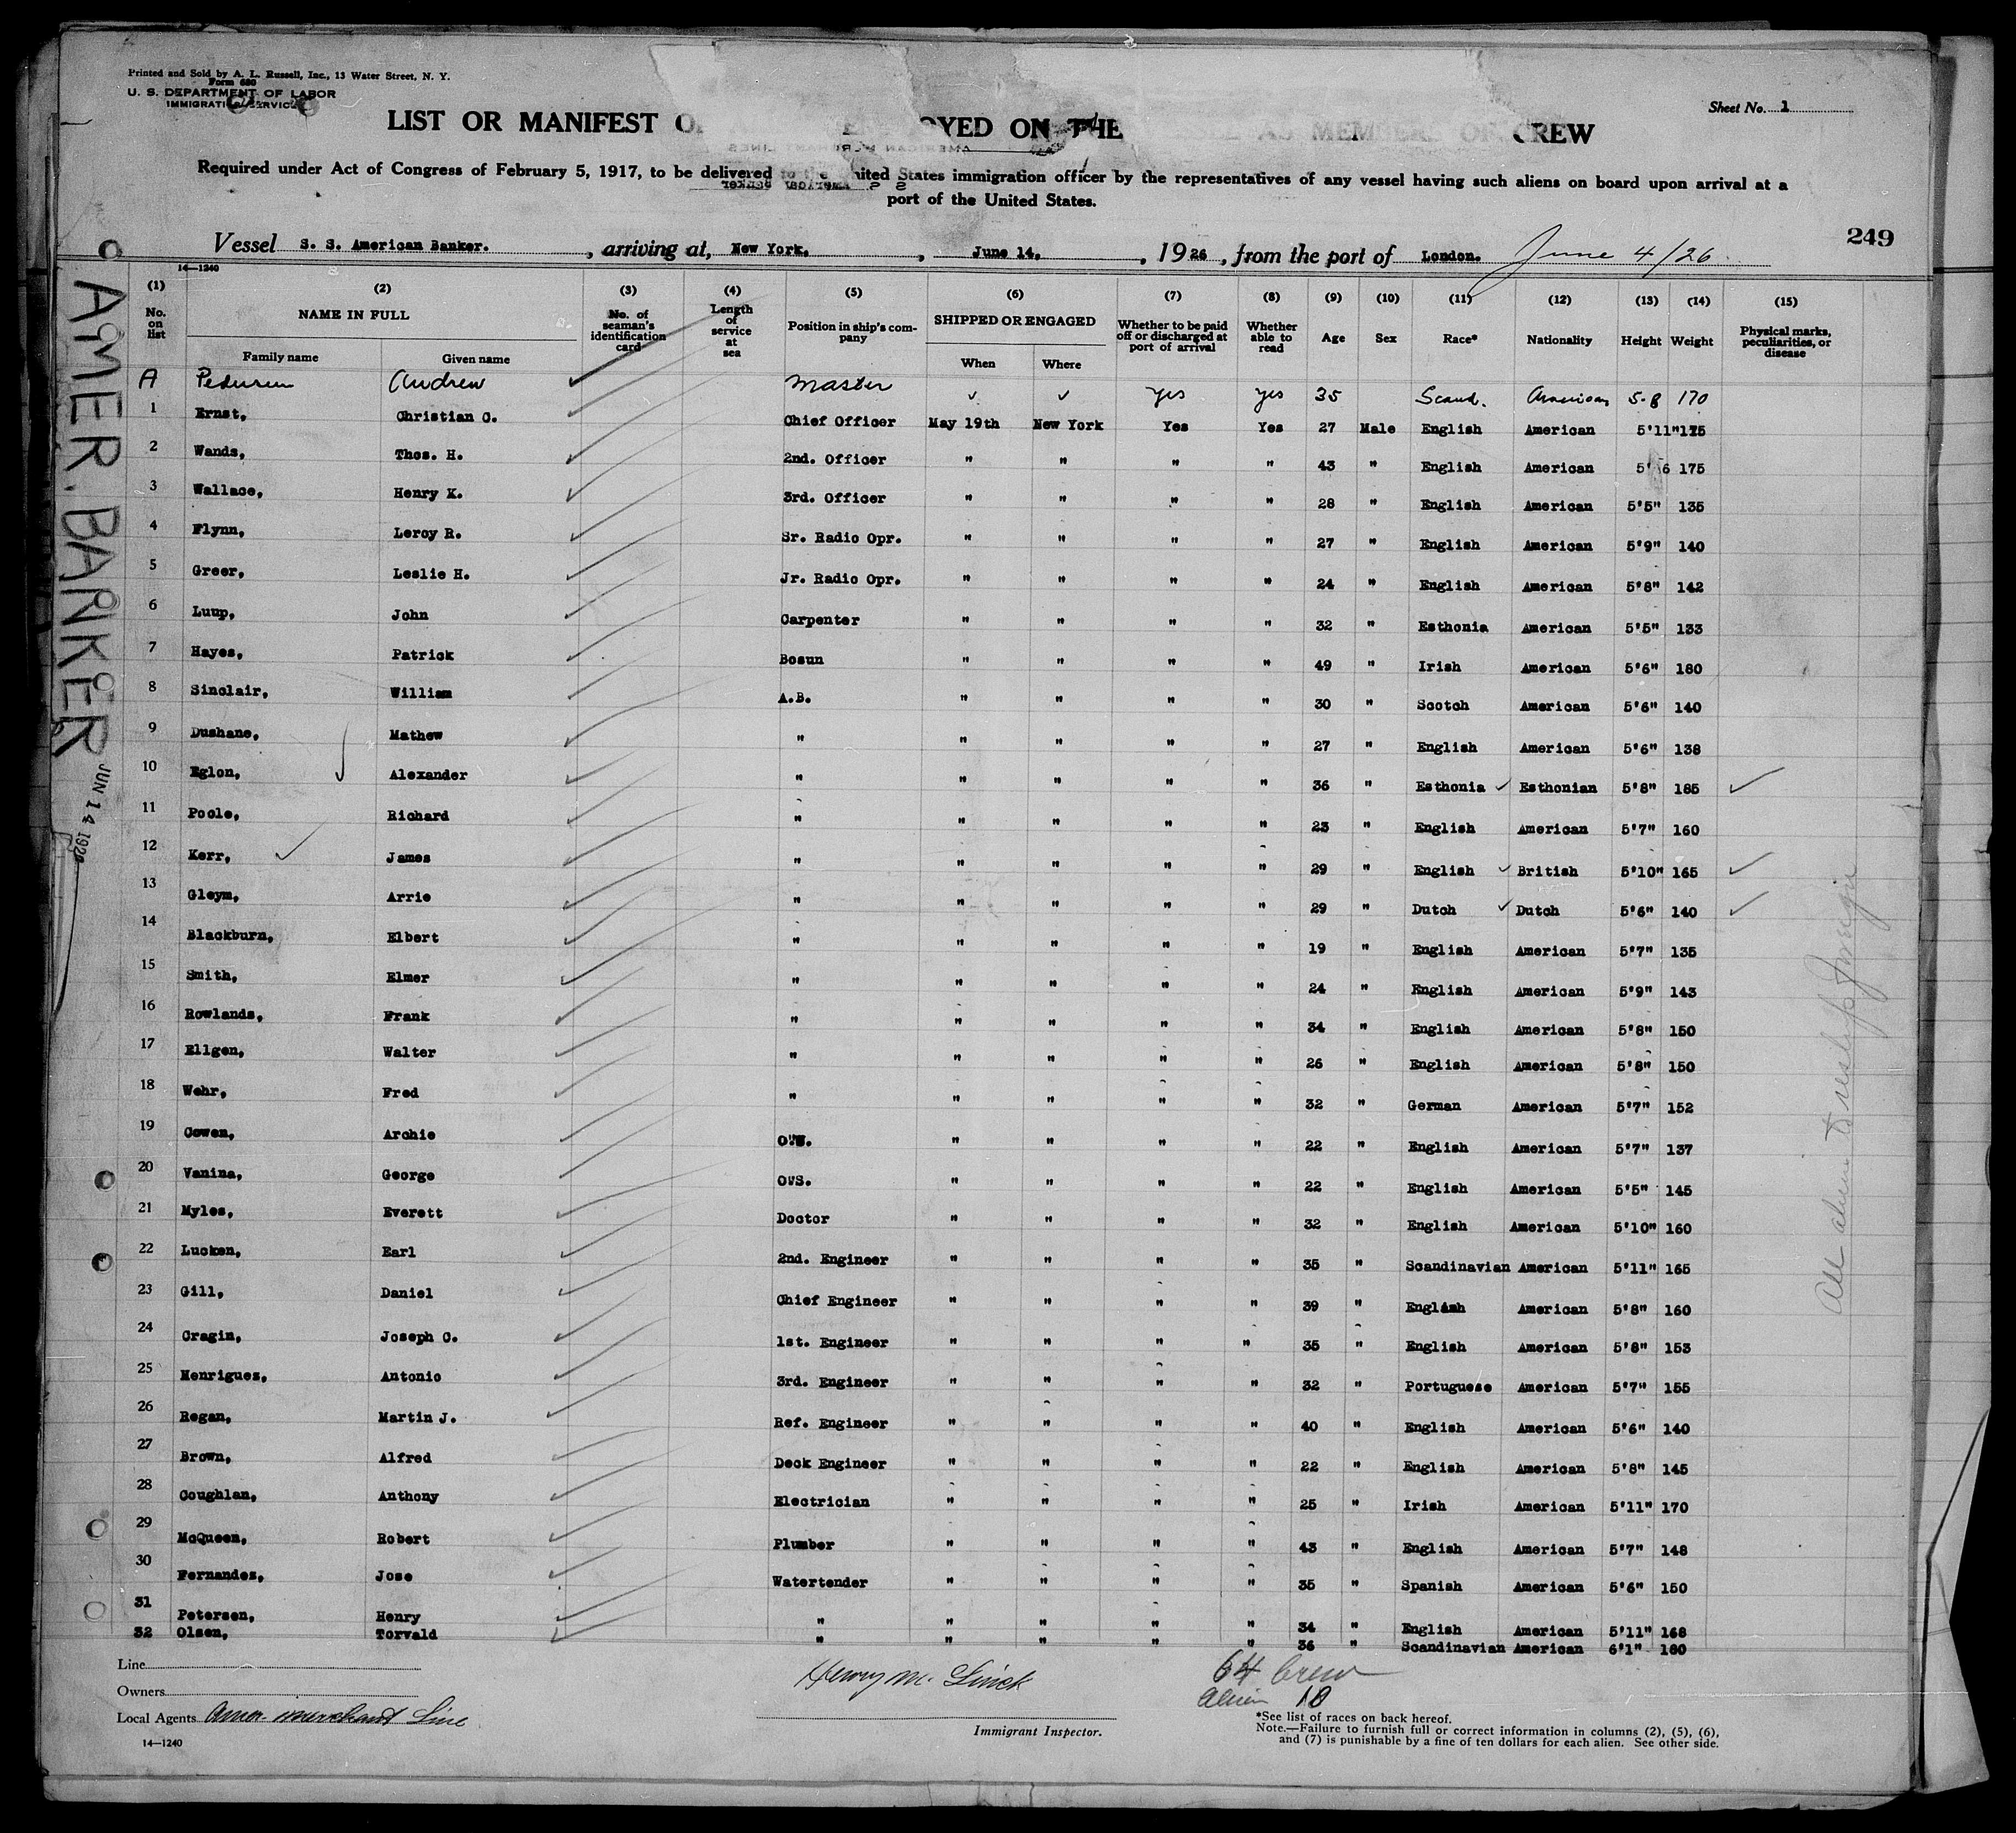 Printed and Sold by A. L. Russell, Inc., 13 Water Street, N. Y.
Form 680
U. S. DEPARTMENT OF LABOR
IMMIGRATION SERVICE
Sheet No. 1
LIST OR MANIFEST OYED ON THE AS MEMBE OF CREW
Required under Act of Congress of February 5, 1917, to be delivered to the United States immigration officer by the representatives of any vessel having such aliens on board upon arrival at a
port of the United States.
249
Vessel S. S. American Banker. , arriving at, New York. , June 14. , 1926 , from the port of London. June 4/26
14—1240
(1) (2) (3) (4) (5) (6) (7) (8) (9) (10) (11) (12) (13) (14) (15)
No. on list NAME IN FULL Family name Given name No. of seaman's identification card Length of service at sea Position in ship's company SHIPPED OR ENGAGED When Where Whether to be paid off or discharged at port of arrival Whether able to read Age Sex Race* Nationality Height Weight Physical marks, peculiarities, or disease
A Pedersen Andrew Master ✓ ✓ yes yes 35 Scand. American 5-8 170
1 Ernst, Christian C. Chief Officer May 19th New York Yes Yes 27 Male English American 5'11" 175
2 Wands, Thos. H. 2nd. Officer " " " " 43 " English American 5' 6 175
3 Wallace, Henry K. 3rd. Officer " " " " 28 " English American 5'5" 135
4 Flynn, Leroy R. Sr. Radio Opr. " " " " 27 " English American 5'9" 140
5 Greer, Leslie H. Jr. Radio Opr. " " " " 24 " English American 5'8" 142
6 Luup, John Carpenter " " " " 32 " Esthonia American 5'5" 133
7 Hayes, Patrick Bosun " " " " 49 " Irish American 5'6" 180
8 Sinclair, William A.B. " " " " 30 " Scotch American 5'6" 140
9 Dushane, Mathew " " " " " 27 " English American 5'6" 138
10 Eglon, Alexander " " " " " 36 " Esthonia Esthonian 5'8" 185
11 Poole, Richard " " " " " 23 " English American 5'7" 160
12 Kerr, James " " " " " 29 " English British 5'10" 165
13 Gleym, Arrie " " " " " 29 " Dutch Dutch 5'6" 140
14 Blackburn, Elbert " " " " " 19 " English American 5'7" 135
15 Smith, Elmer " " " " " 24 " English American 5'9" 143
16 Rowlands, Frank " " " " " 34 " English American 5'8" 150
17 Ellgen, Walter " " " " " 26 " English American 5'8" 150
18 Wehr, Fred " " " " " 32 " German American 5'7" 152
19 Cowen, Archie O.S. " " " " 22 " English American 5'7" 137
20 Vanina, George O.S. " " " " 22 " English American 5'5" 145
21 Myles, Everett Doctor " " " " 32 " English American 5'10" 160
22 Lucken, Earl 2nd. Engineer " " " " 35 " Scandinavian American 5'11" 165
23 Gill, Daniel Chief Engineer " " " " 39 " English American 5'8" 160
24 Cragin, Joseph C. 1st. Engineer " " " " 35 " English American 5'8" 153
25 Henrigues, Antonio 3rd. Engineer " " " " 32 " Portuguese American 5'7" 155
26 Regan, Martin J. Ref. Engineer " " " " 40 " English American 5'6" 140
27 Brown, Alfred Deck Engineer " " " " 22 " English American 5'8" 145
28 Coughlan, Anthony Electrician " " " " 25 " Irish American 5'11" 170
29 McQueen, Robert Plumber " " " " 43 " English American 5'7" 148
30 Fernandes, Jose Watertender " " " " 35 " Spanish American 5'6" 150
31 Petersen, Henry " " " " " 34 " English American 5'11" 168
32 Olsen, Torvald " " " " " 36 " Scandinavian American 6'1" 180
AMER. BANKER
JUN 14 1926
All aliens to reship foreign
Line
Owners
Local Agents Amer. Merchant Line
14—1240
Henry M. Linck
Immigrant Inspector.
64 Crew
Alien 10
*See list of races on back hereof.
Note.—Failure to furnish full or correct information in columns (2), (5), (6),
and (7) is punishable by a fine of ten dollars for each alien. See other side.